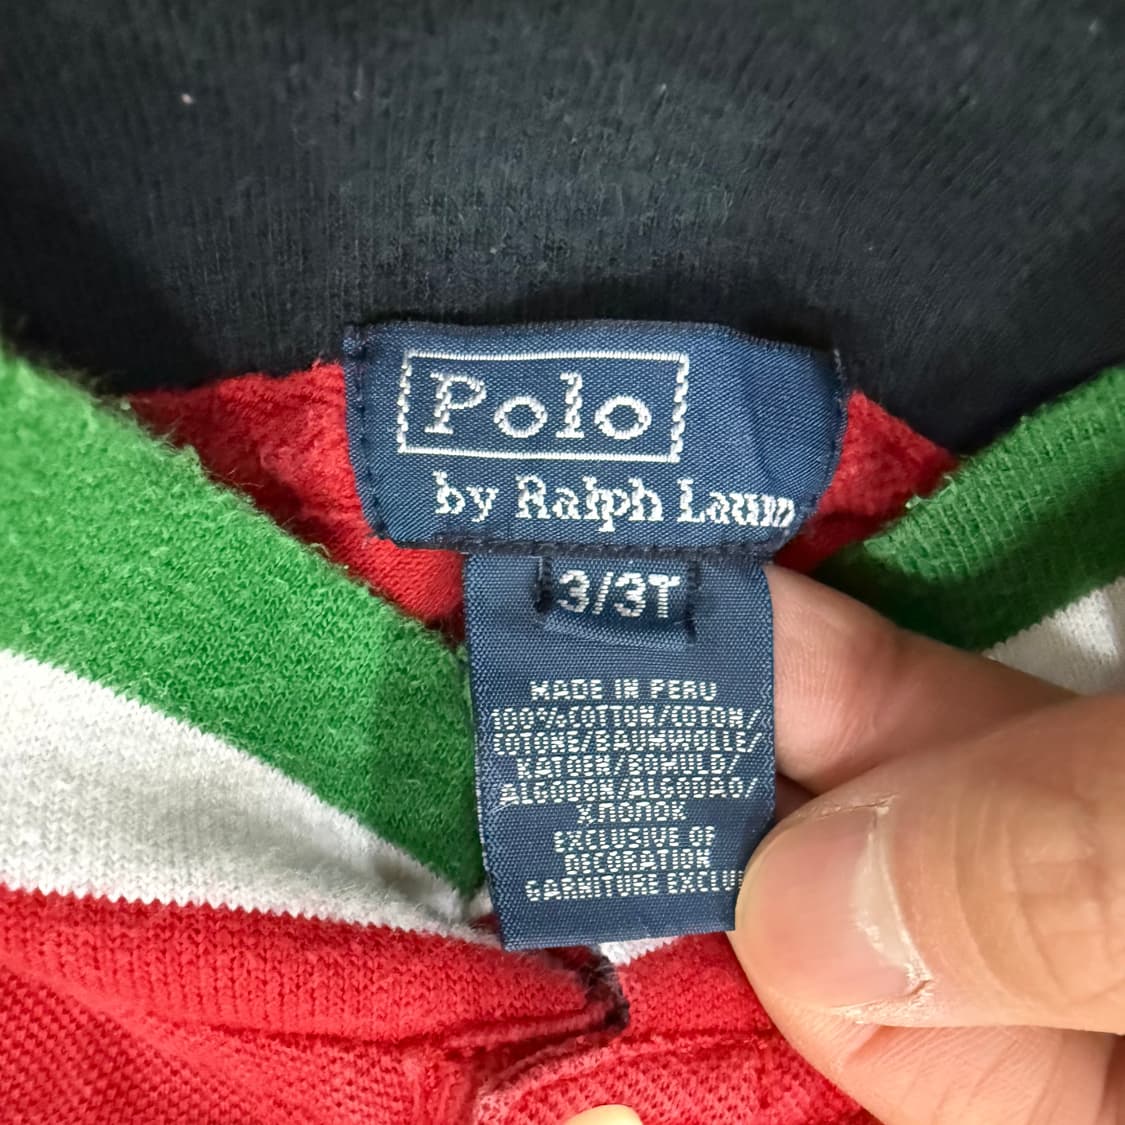 Polo
by Ralph Lauren
3/3T
MADE IN PERU
100%COTTON/COTON/
COTONE/BAUMWOLLE/
KATOEN/BOMULD/
ALGODON/ALGODAO/
ХЛОПОК
EXCLUSIVE OF
DECORATION
GARNITURE EXCLU